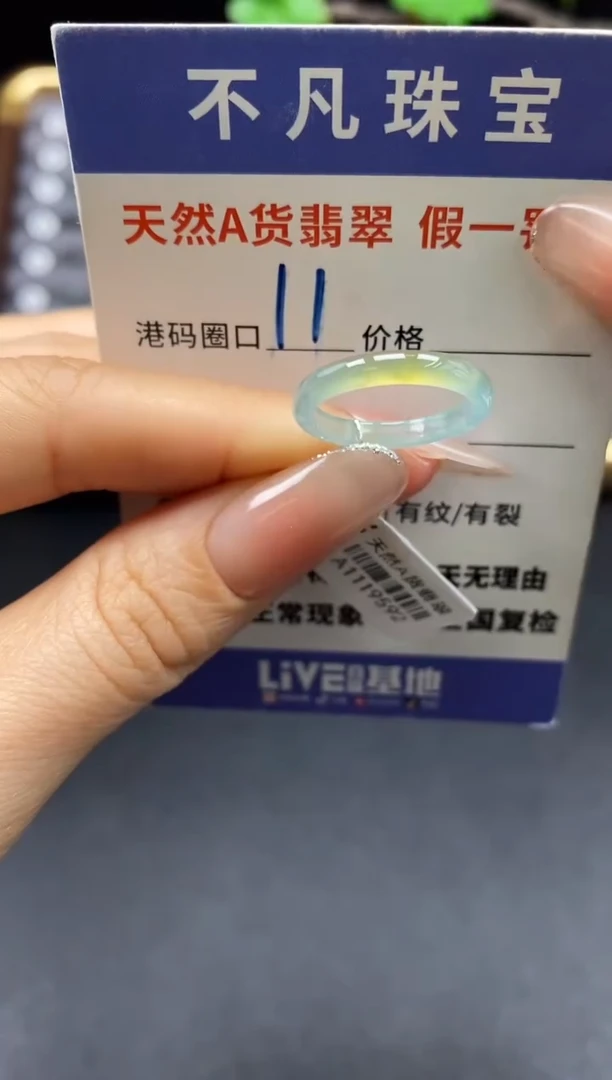 不凡珠宝
天然A货翡翠 假一
港码圈口 11 价格
有纹/有裂
天然A货翡翠
A1119592
天无理由
正常现象
国复检
LiVE 基地